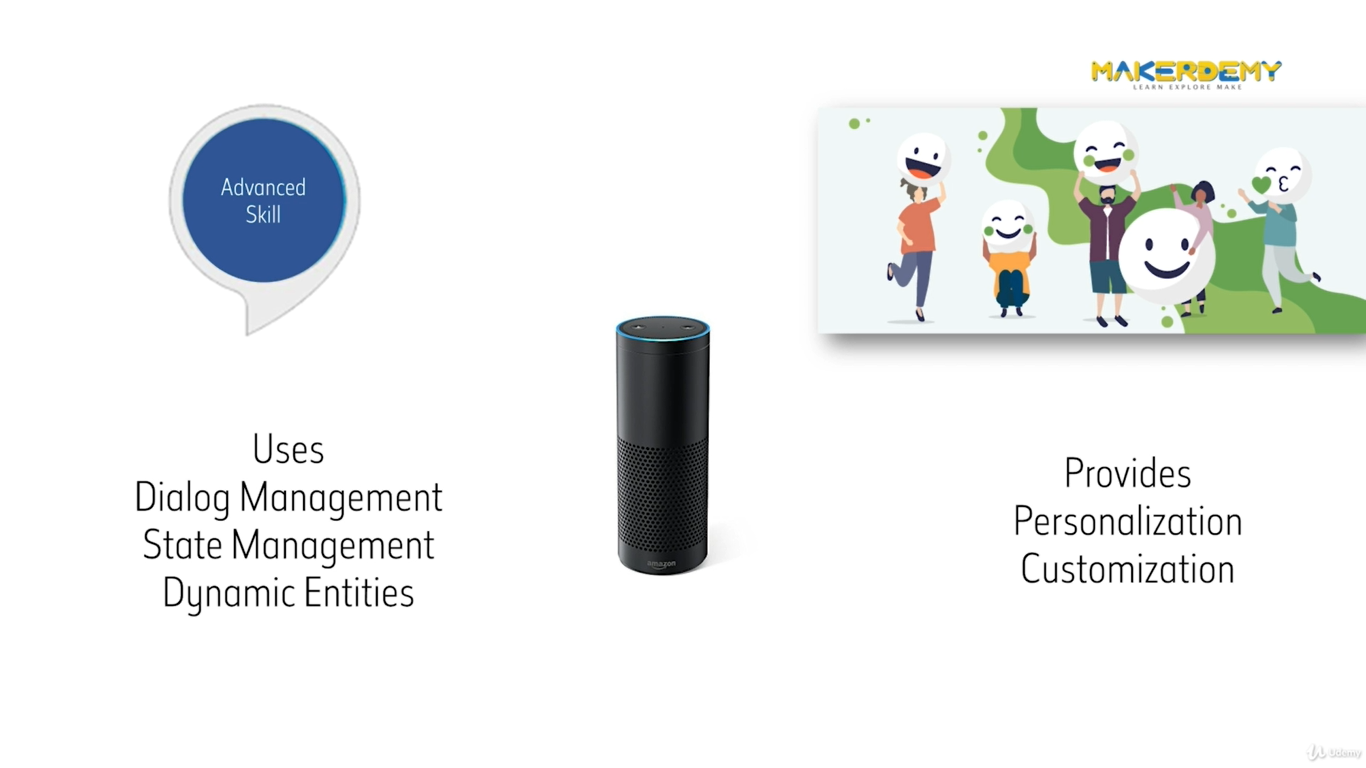 MAKERDEMY
LEARN EXPLORE MAKE
Advanced
Skill
Uses
Dialog Management
State Management
Dynamic Entities
amazon
Provides
Personalization
Customization
Udemy